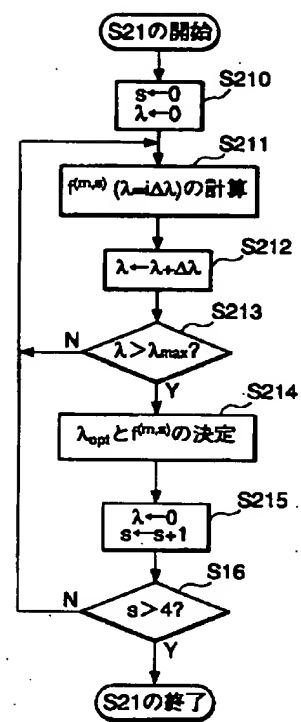 S21の開始
S210
s←0
λ←0
S211
f(m,s) (λ=iΔλ)の計算
S212
λ←λ+Δλ
S213
N
λ>λmax?
Y
S214
λoptとf(m,s)の決定
S215
λ←0
s←s+1
S16
N
s>4?
Y
S21の終了